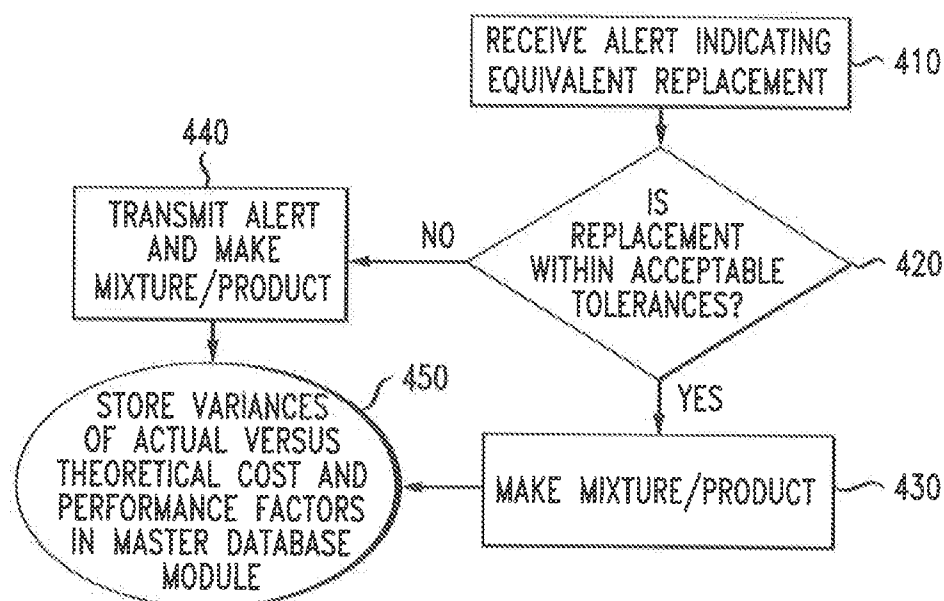 RECEIVE ALERT INDICATING
EQUIVALENT REPLACEMENT
410
440
TRANSMIT ALERT
AND MAKE
MIXTURE/PRODUCT
NO
IS
REPLACEMENT
WITHIN ACCEPTABLE
TOLERANCES?
420
YES
450
STORE VARIANCES
OF ACTUAL VERSUS
THEORETICAL COST AND
PERFORMANCE FACTORS
IN MASTER DATABASE
MODULE
MAKE MIXTURE/PRODUCT
430